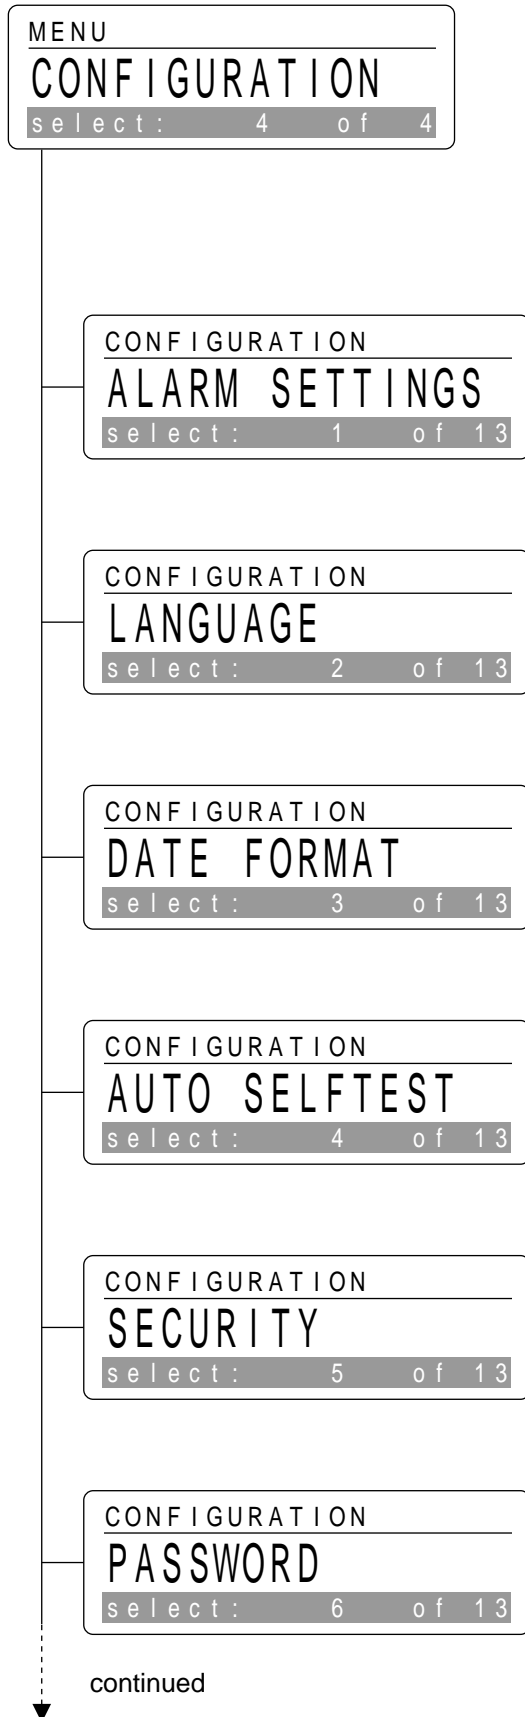 MENU
CONFIGURATION
select: 4 of 4
CONFIGURATION
ALARM SETTINGS
select: 1 of 13
CONFIGURATION
LANGUAGE
select: 2 of 13
CONFIGURATION
DATE FORMAT
select: 3 of 13
CONFIGURATION
AUTO SELFTEST
select: 4 of 13
CONFIGURATION
SECURITY
select: 5 of 13
CONFIGURATION
PASSWORD
select: 6 of 13
continued